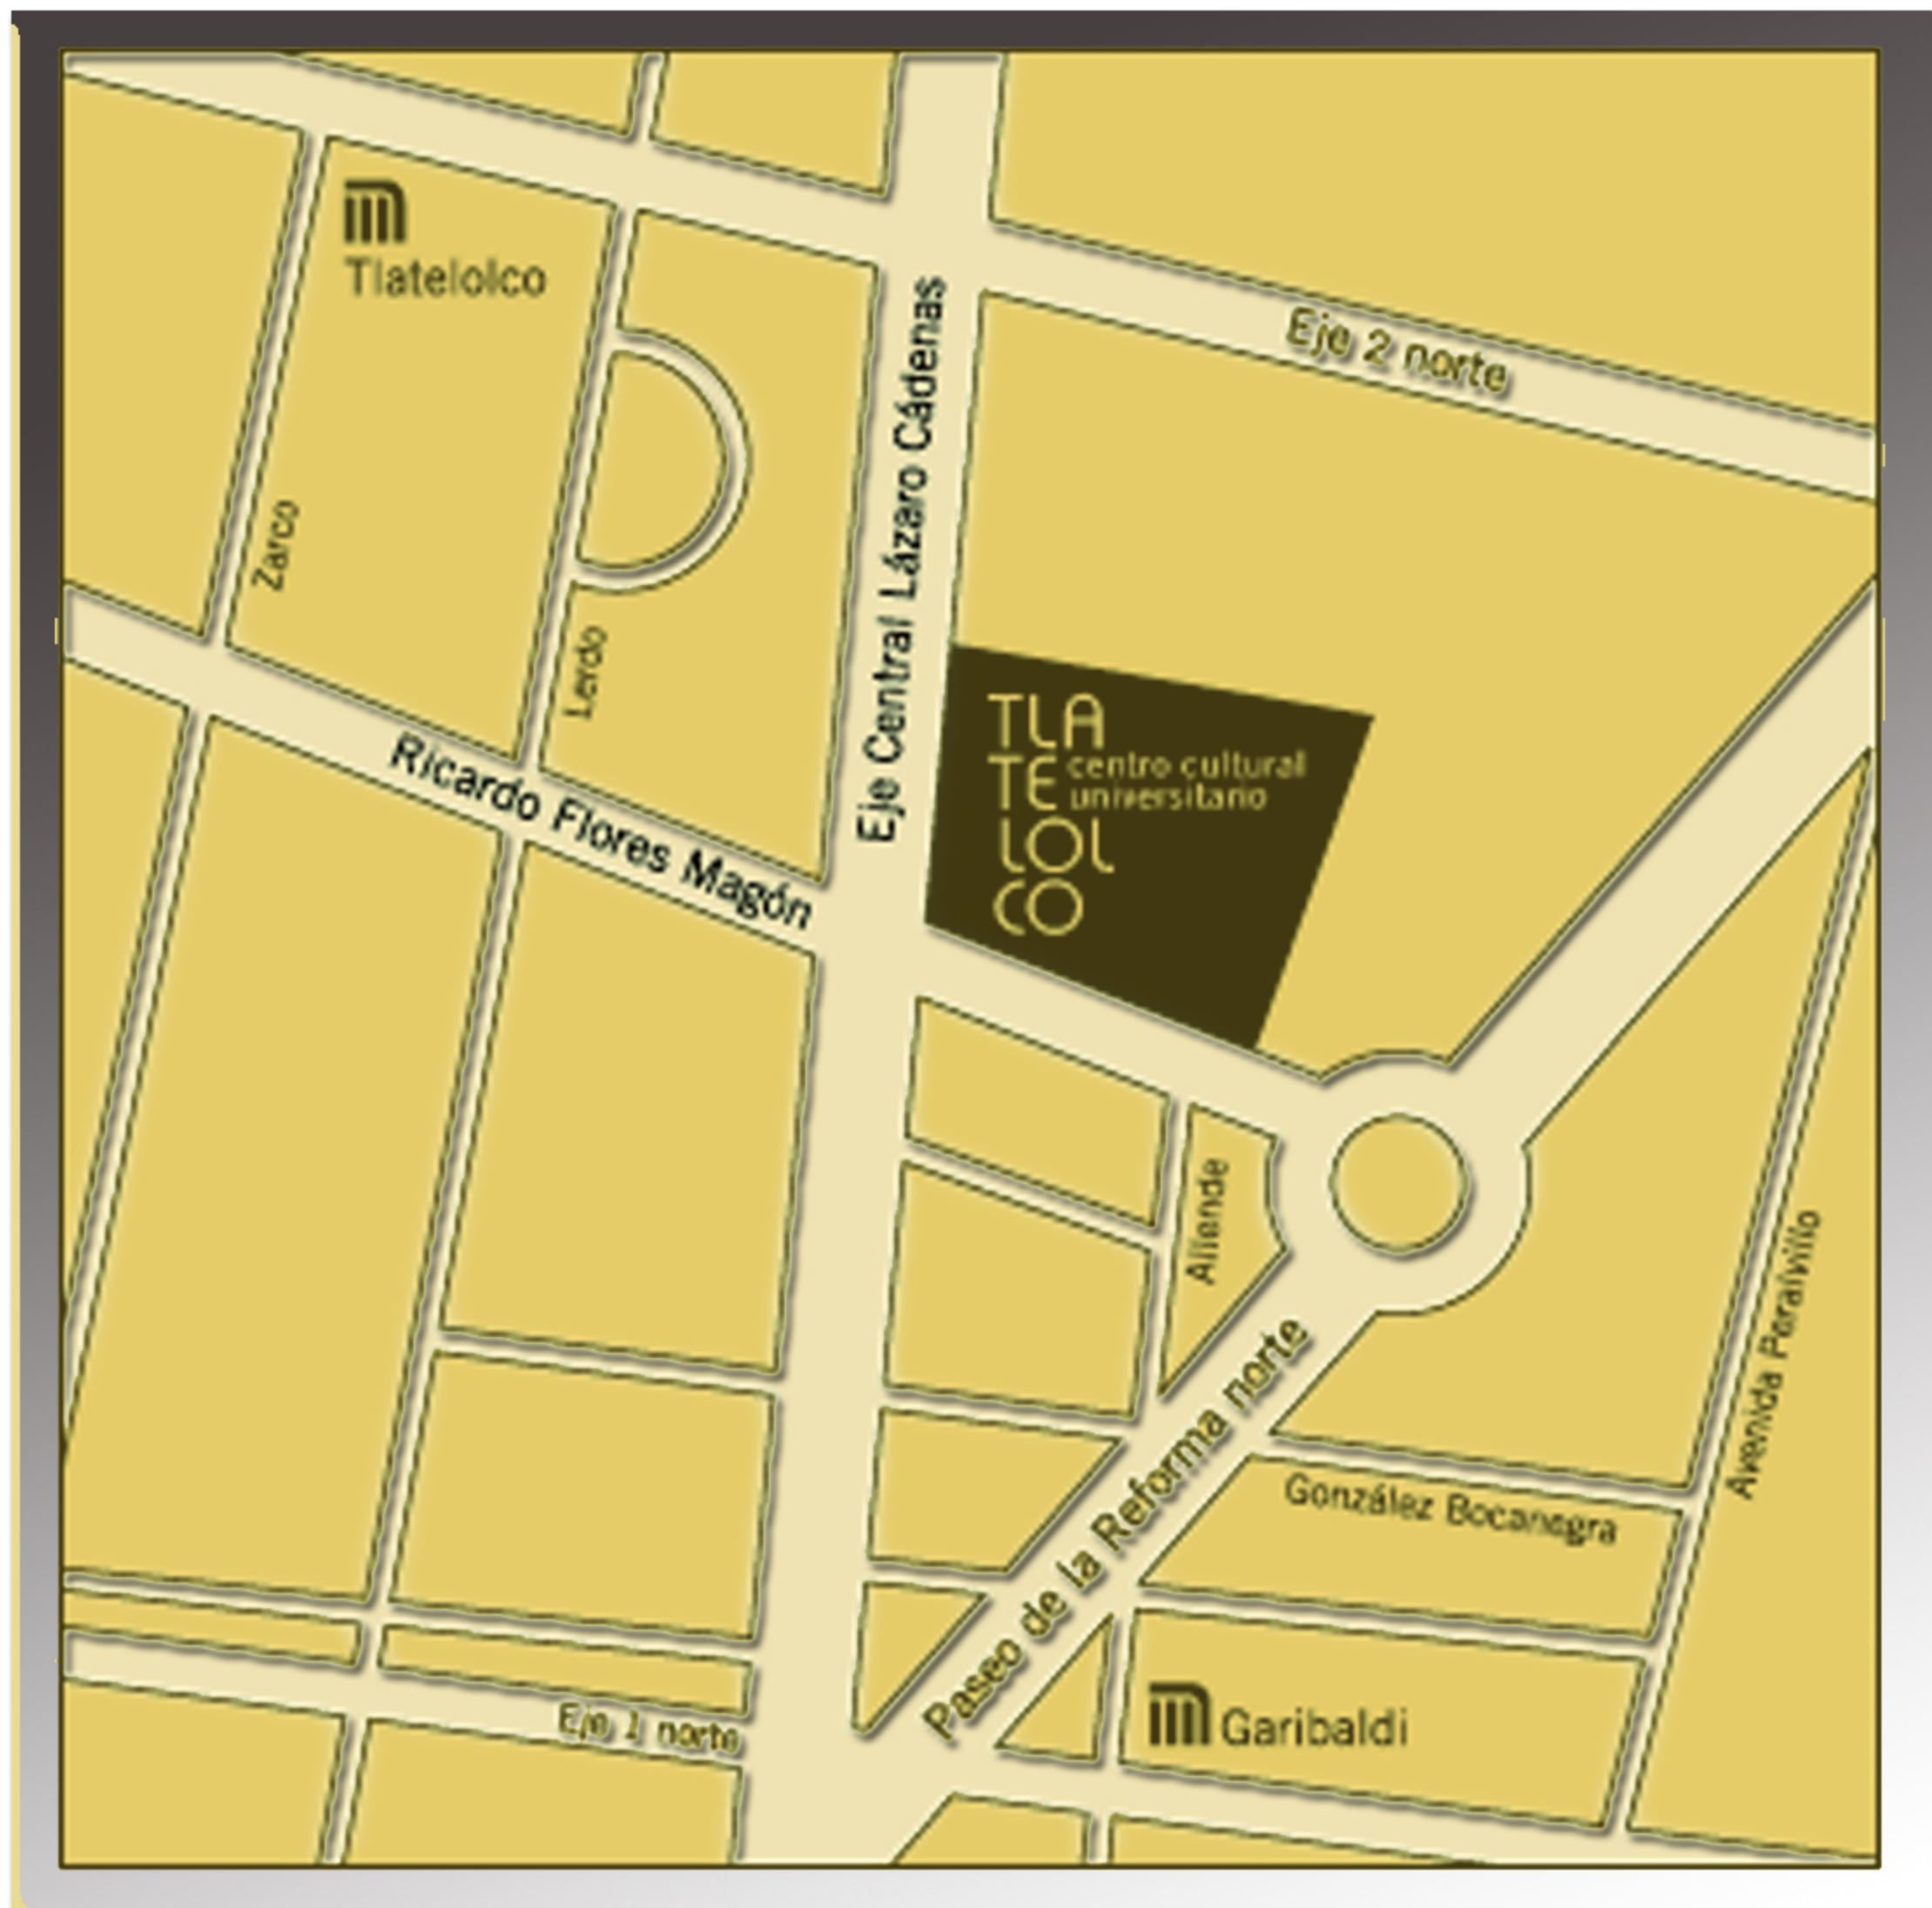 Tlatelolco
Eje 2 norte
Eje Central Lázaro Cádenas
Zarco
Lerdo
Ricardo Flores Magón
TLA
TE centro cultural
universitario
LOL
CO
Allende
Avenida Peralvillo
Paseo de la Reforma norte
González Bocanegra
Eje 1 norte
Garibaldi